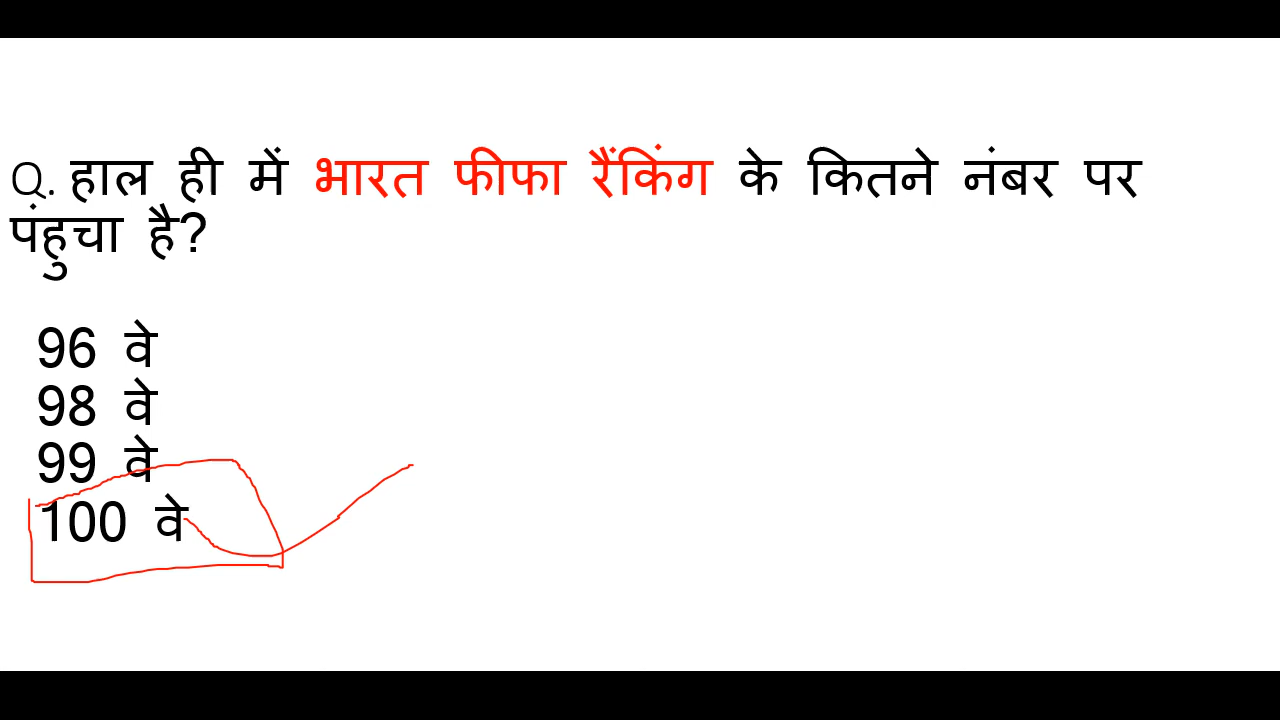 Q. हाल ही में भारत फीफा रैंकिंग के कितने नंबर पर
पंहुचा है?
96 वे
98 वे
99 वे
100 वे